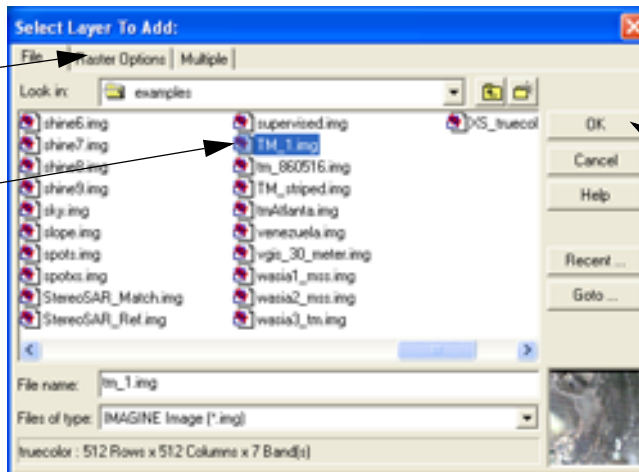 Select Layer To Add:
File Raster Options Multiple
Look in: examples
shine6.img
shine7.img
shine8.img
shine9.img
sky.img
slope.img
spots.img
spotxs.img
StereoSAR_Match.img
StereoSAR_Ref.img
supervised.img
TM_1.img
tm_860516.img
TM_striped.img
tmAtlanta.img
venezuela.img
vgis_30_meter.img
wasia1_mss.img
wasia2_mss.img
wasia3_tm.img
XS_truecol
OK
Cancel
Help
Recent ...
Goto ...
File name: tm_1.img
Files of type: IMAGINE Image (*.img)
truecolor : 512 Rows x 512 Columns x 7 Band(s)